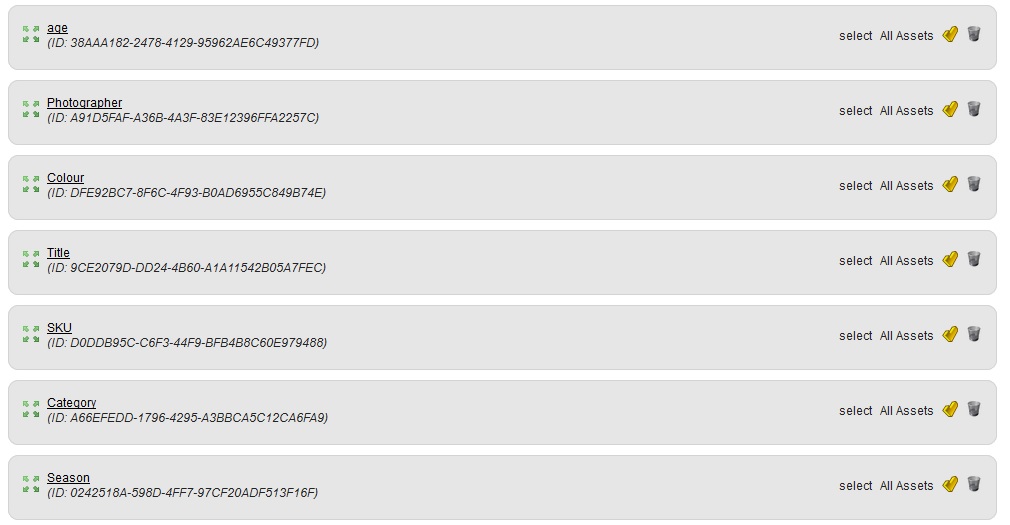 age
(ID: 38AAA182-2478-4129-95962AE6C49377FD)
select All Assets
Photographer
(ID: A91D5FAF-A36B-4A3F-83E12396FFA2257C)
select All Assets
Colour
(ID: DFE92BC7-8F6C-4F93-B0AD6955C849B74E)
select All Assets
Title
(ID: 9CE2079D-DD24-4B60-A1A11542B05A7FEC)
select All Assets
SKU
(ID: D0DDB95C-C6F3-44F9-BFB4B8C60E979488)
select All Assets
Category
(ID: A66EFEDD-1796-4295-A3BBCA5C12CA6FA9)
select All Assets
Season
(ID: 0242518A-598D-4FF7-97CF20ADF513F16F)
select All Assets